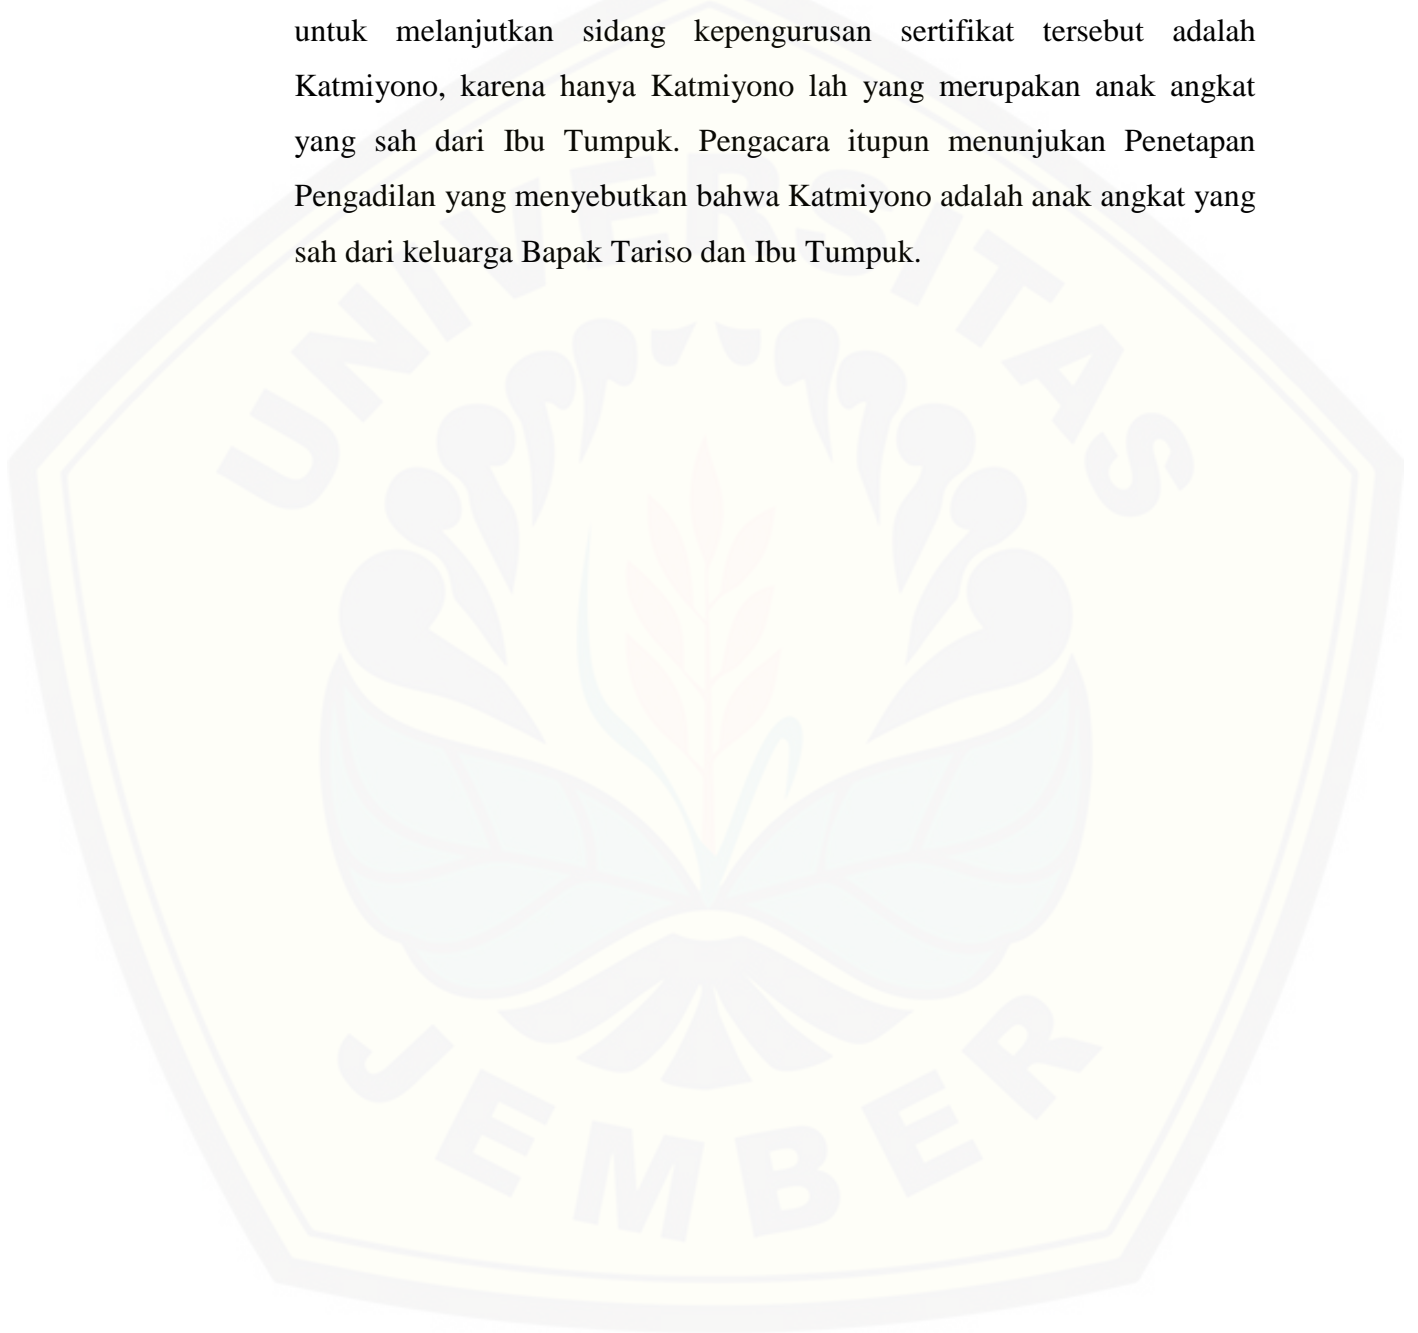 untuk melanjutkan sidang kepengurusan sertifikat tersebut adalah
Katmiyono, karena hanya Katmiyono lah yang merupakan anak angkat
yang sah dari Ibu Tumpuk. Pengacara itupun menunjukan Penetapan
Pengadilan yang menyebutkan bahwa Katmiyono adalah anak angkat yang
sah dari keluarga Bapak Tariso dan Ibu Tumpuk.
UNIVERSITAS
JEMBER